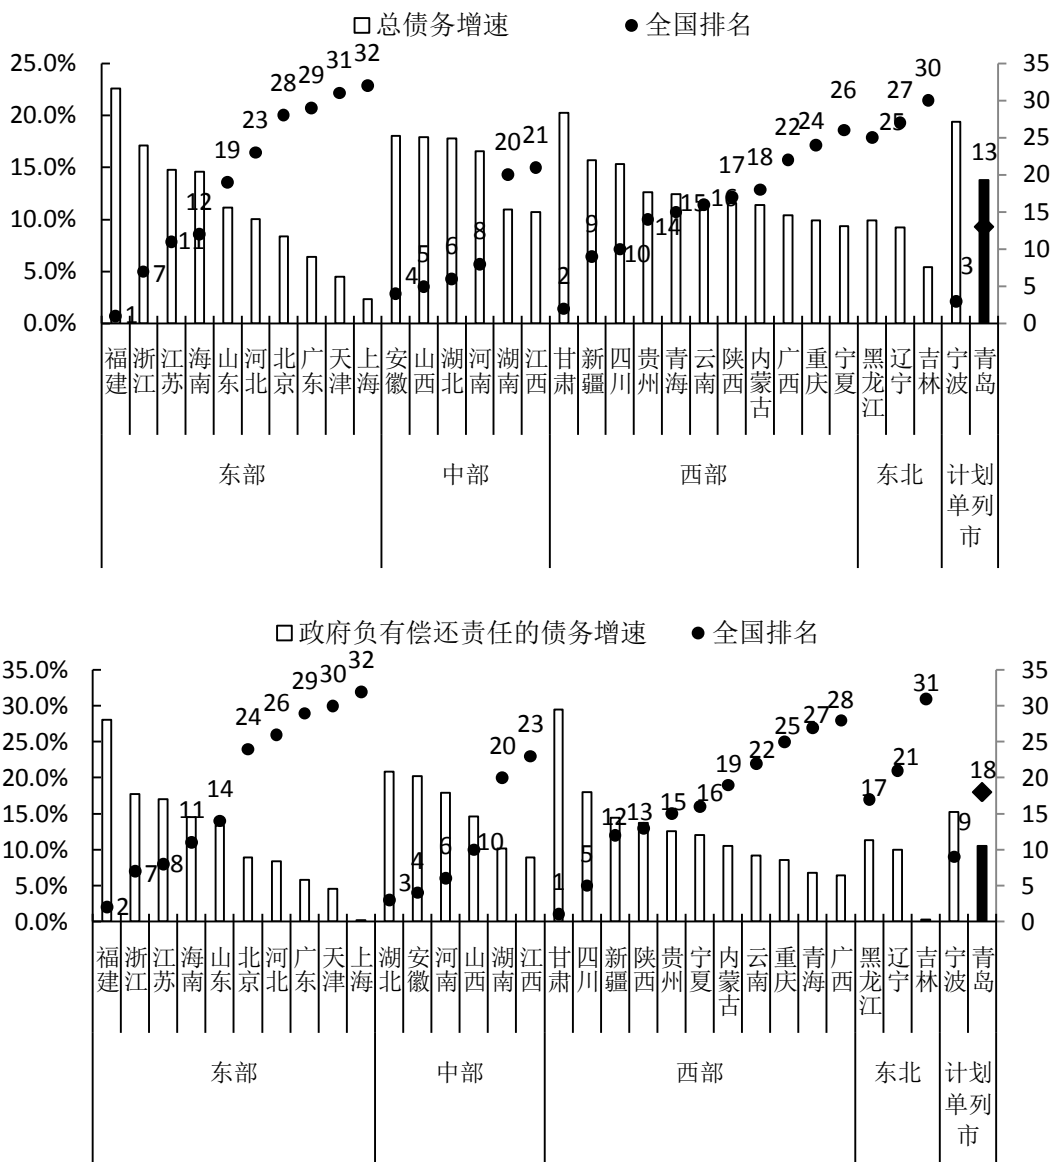 总债务增速 全国排名
25.0% 20.0% 15.0% 10.0% 5.0% 0.0%
35 30 25 20 15 10 5 0
1 7 11 12 19 23 28 29 31 32 4 5 6 8 20 21 2 9 10 14 15 16 17 18 22 24 26 25 27 30 3 13
福建 浙江 江苏 海南 山东 河北 北京 广东 天津 上海 安徽 山西 湖北 河南 湖南 江西 甘肃 新疆 四川 贵州 青海 云南 陕西 内蒙古 广西 重庆 宁夏 黑龙江 辽宁 吉林 宁波 青岛
东部 中部 西部 东北 计划单列市
政府负有偿还责任的债务增速 全国排名
35.0% 30.0% 25.0% 20.0% 15.0% 10.0% 5.0% 0.0%
35 30 25 20 15 10 5 0
2 7 8 11 14 24 26 29 30 32 3 4 6 10 20 23 1 5 12 13 15 16 19 22 25 27 28 17 21 31 9 18
福建 浙江 江苏 海南 山东 北京 河北 广东 天津 上海 湖北 安徽 河南 山西 湖南 江西 甘肃 四川 新疆 陕西 贵州 宁夏 内蒙古 云南 重庆 青海 广西 黑龙江 辽宁 吉林 宁波 青岛
东部 中部 西部 东北 计划单列市